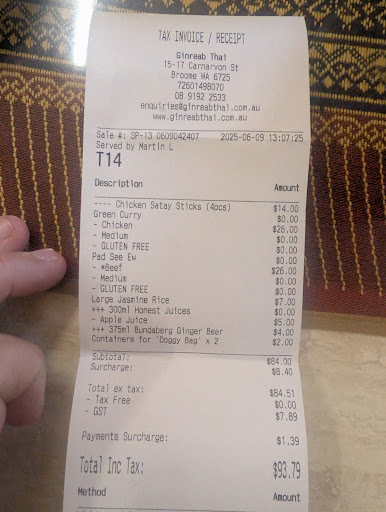 TAX INVOICE / RECEIPT
Ginreab Thai
15-17 Carnarvon St
Broome WA 6725
72601498070
08 9192 2533
enquiries@ginreabthai.com.au
www.ginreabthai.com.au
Sale #: SP-13 0609042407 2025-06-09 13:07:25
Served by Martin L
T14
Description Amount
---- Chicken Satay Sticks (4pcs) $14.00
Green Curry $0.00
- Chicken $26.00
- Medium $0.00
- GLUTEN FREE $0.00
Pad See Ew $0.00
- *Beef $26.00
- Medium $0.00
- GLUTEN FREE $0.00
Large Jasmine Rice $7.00
+++ 300ml Honest Juices $0.00
- Apple Juice $5.00
+++ 375ml Bundaberg Ginger Beer $4.00
Containers for 'Doggy Bag' x 2 $2.00
Subtotal: $84.00
Surcharge: $8.40
Total ex tax: $84.51
- Tax Free $0.00
- GST $7.89
Payments Surcharge: $1.39
Total Inc Tax: $93.79
Method Amount